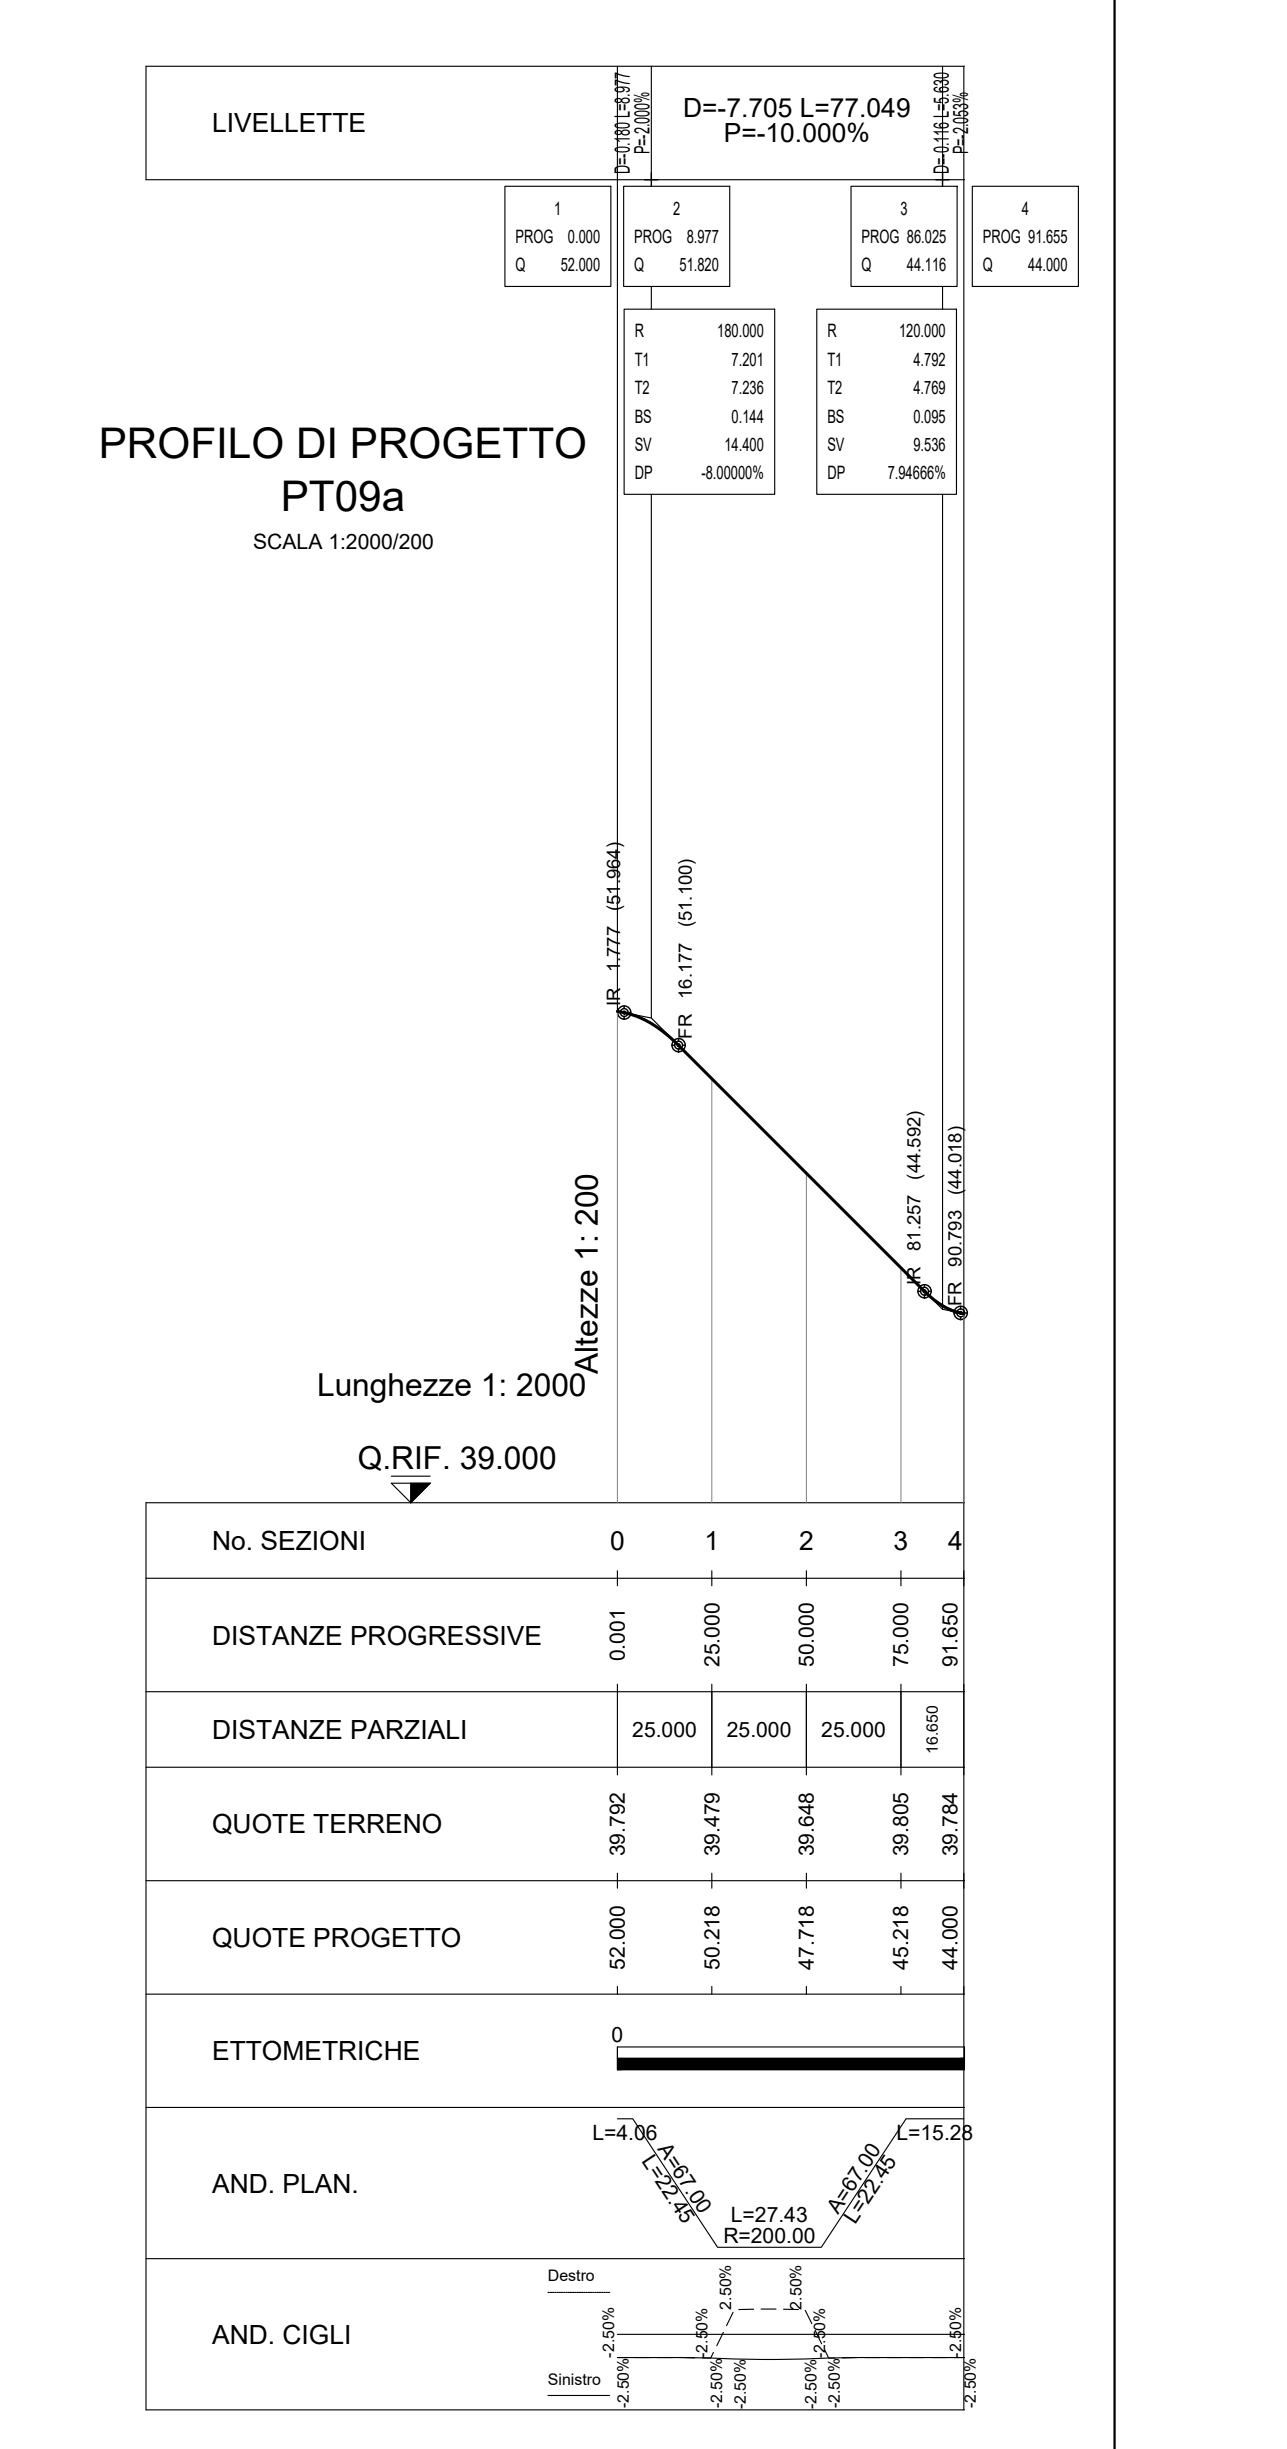 LIVELLETTE
D=-0.180 L=8.977
P=-2.000%
D=-7.705 L=77.049
P=-10.000%
D=-0.116 L=5.630
P=-2.053%
1
PROG 0.000
Q 52.000
2
PROG 8.977
Q 51.820
3
PROG 86.025
Q 44.116
4
PROG 91.655
Q 44.000
R 180.000
T1 7.201
T2 7.236
BS 0.144
SV 14.400
DP -8.00000%
R 120.000
T1 4.792
T2 4.769
BS 0.095
SV 9.536
DP 7.94666%
PROFILO DI PROGETTO
PT09a
SCALA 1:2000/200
IR 1.777 (51.964)
FR 16.177 (51.100)
IR 81.257 (44.592)
FR 90.793 (44.018)
Altezze 1: 200
Lunghezze 1: 2000
Q.RIF. 39.000
No. SEZIONI 0 1 2 3 4
DISTANZE PROGRESSIVE 0.001 25.000 50.000 75.000 91.650
DISTANZE PARZIALI 25.000 25.000 25.000 16.650
QUOTE TERRENO 39.792 39.479 39.648 39.805 39.784
QUOTE PROGETTO 52.000 50.218 47.718 45.218 44.000
ETTOMETRICHE 0
AND. PLAN.
L=4.06
A=67.00
L=22.45
L=27.43
R=200.00
A=67.00
L=22.45
L=15.28
AND. CIGLI
Destro
-2.50% -2.50% 2.50% 2.50% -2.50% -2.50%
Sinistro
-2.50% -2.50% -2.50% -2.50% -2.50% -2.50%